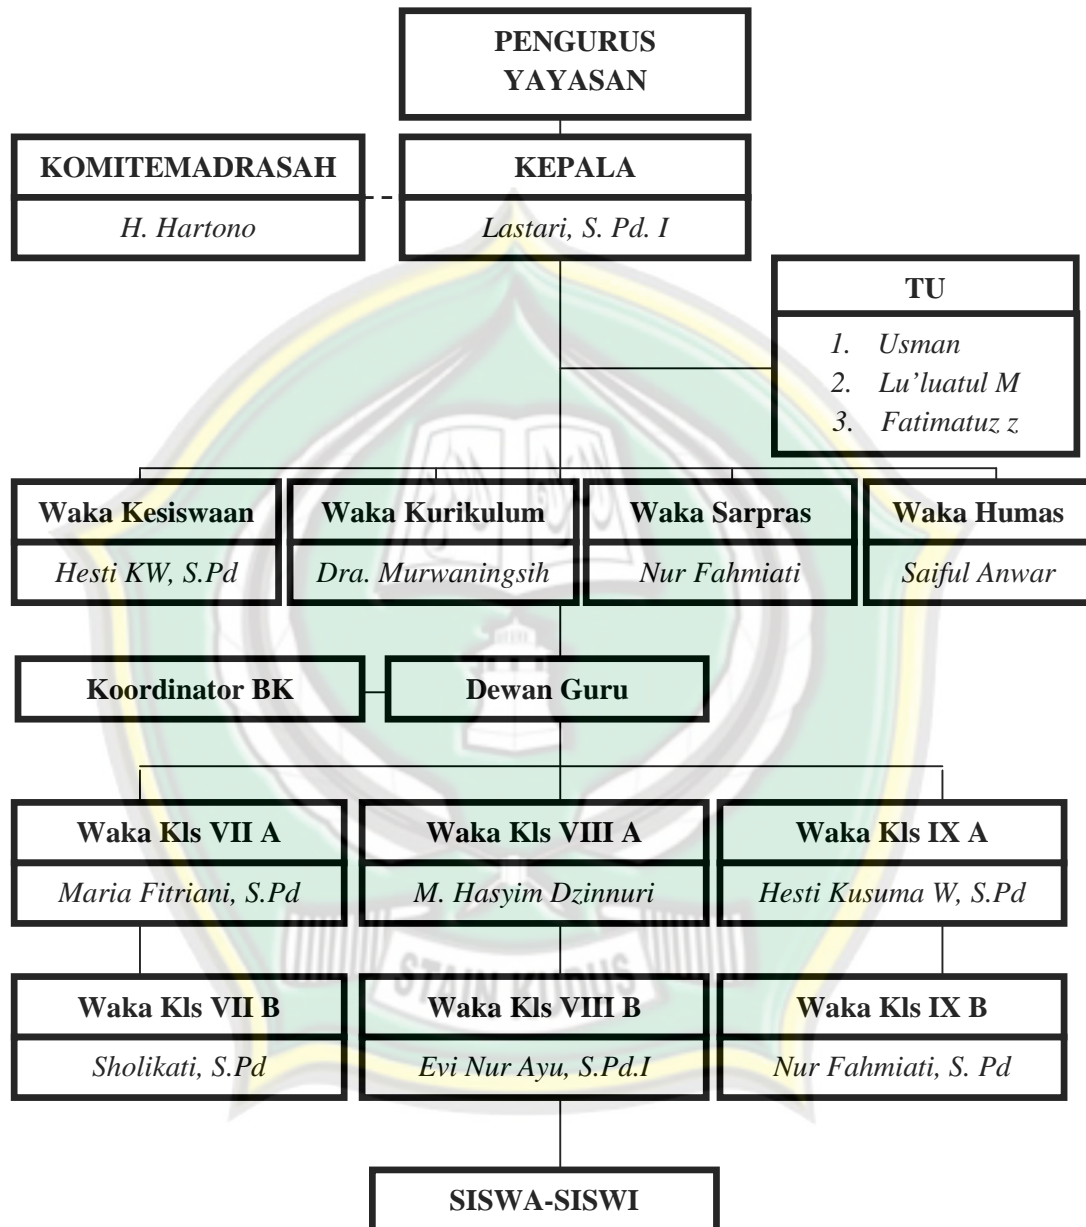 PENGURUS
YAYASAN
KOMITEMADRASAH
H. Hartono
KEPALA
Lastari, S. Pd. I
TU
1. Usman
2. Lu’luatul M
3. Fatimatuz z
Waka Kesiswaan
Hesti KW, S.Pd
Waka Kurikulum
Dra. Murwaningsih
Waka Sarpras
Nur Fahmiati
Waka Humas
Saiful Anwar
Koordinator BK
Dewan Guru
Waka Kls VII A
Maria Fitriani, S.Pd
Waka Kls VIII A
M. Hasyim Dzinnuri
Waka Kls IX A
Hesti Kusuma W, S.Pd
STAIN KUDUS
Waka Kls VII B
Sholikati, S.Pd
Waka Kls VIII B
Evi Nur Ayu, S.Pd.I
Waka Kls IX B
Nur Fahmiati, S. Pd
SISWA-SISWI